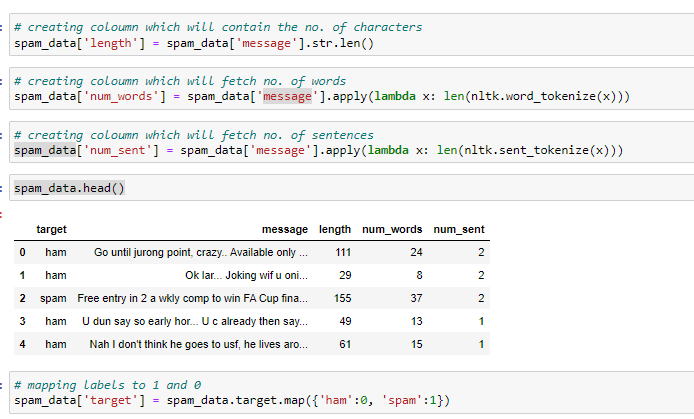 # creating coloumn which will contain the no. of characters
spam_data['length'] = spam_data['message'].str.len()
# creating coloumn which will fetch no. of words
spam_data['num_words'] = spam_data['message'].apply(lambda x: len(nltk.word_tokenize(x)))
# creating coloumn which will fetch no. of sentences
spam_data['num_sent'] = spam_data['message'].apply(lambda x: len(nltk.sent_tokenize(x)))
spam_data.head()
target message length num_words num_sent
0 ham Go until jurong point, crazy.. Available only ... 111 24 2
1 ham Ok lar... Joking wif u oni... 29 8 2
2 spam Free entry in 2 a wkly comp to win FA Cup fina... 155 37 2
3 ham U dun say so early hor... U c already then say... 49 13 1
4 ham Nah I don't think he goes to usf, he lives aro... 61 15 1
# mapping labels to 1 and 0
spam_data['target'] = spam_data.target.map({'ham':0, 'spam':1})